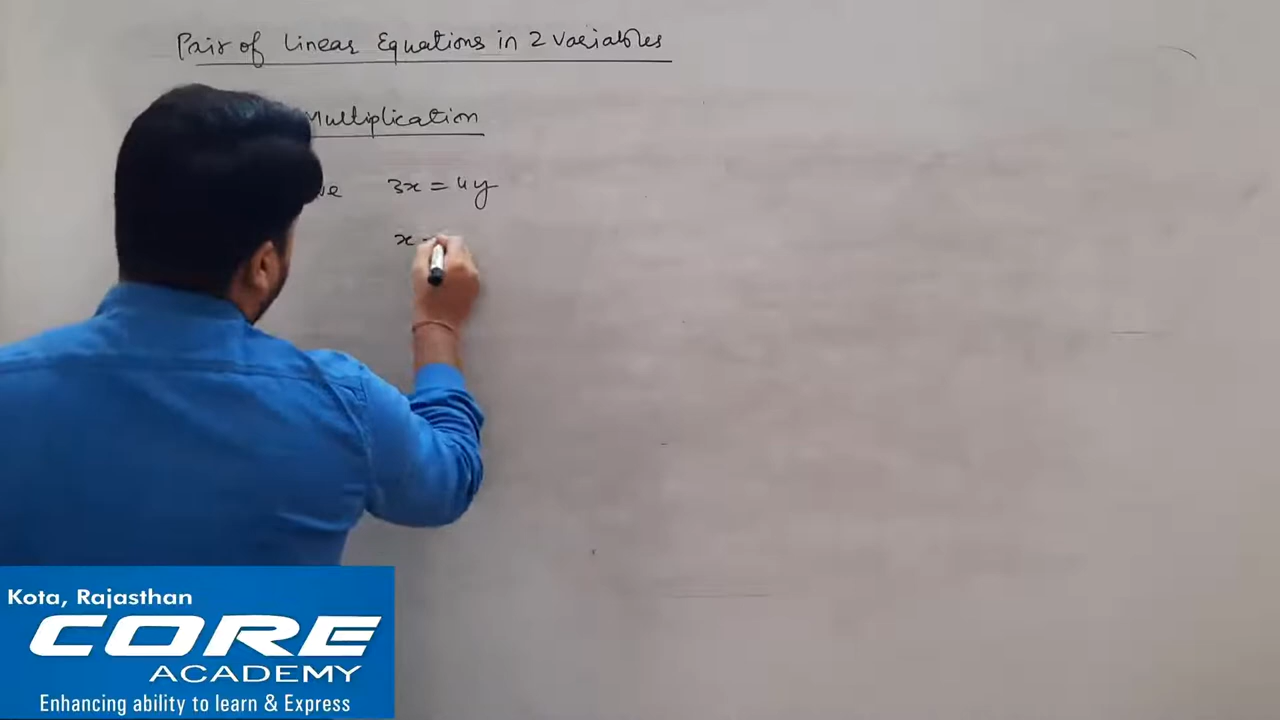 Pair of Linear Equations in 2 Variables
Multiplication
3x = 4y
x
Kota, Rajasthan
CORE
ACADEMY
Enhancing ability to learn & Express